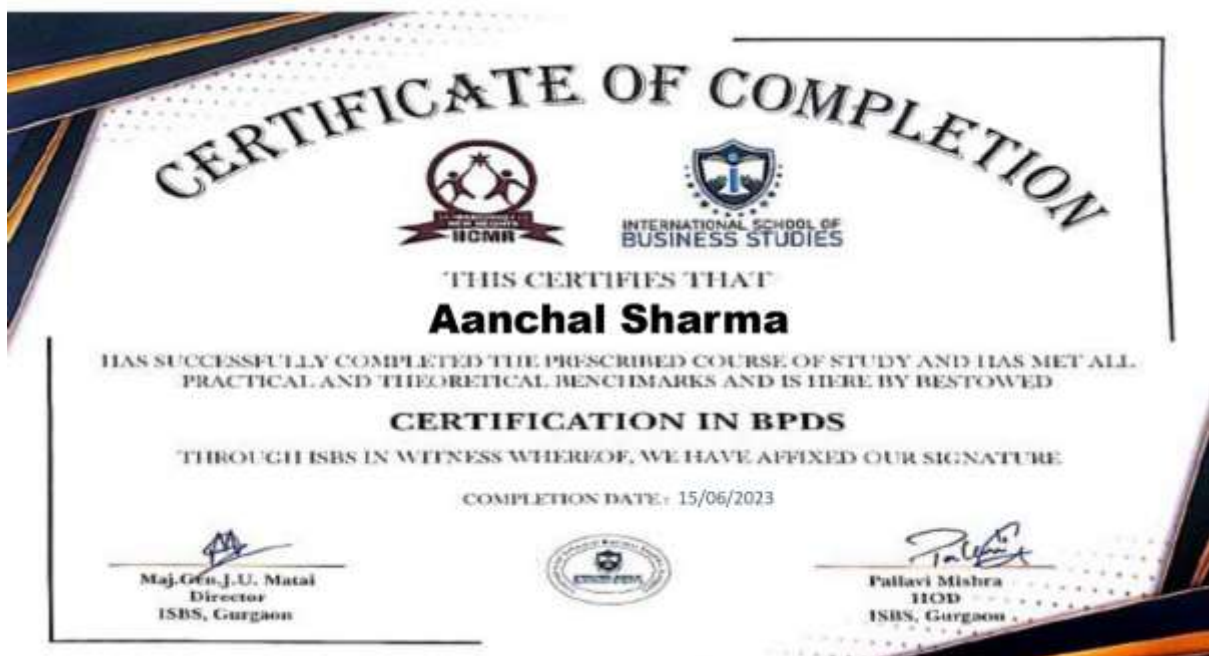 CERTIFICATE OF COMPLETION
NEW HEIGHTS
IICMR
INTERNATIONAL SCHOOL OF
BUSINESS STUDIES
THIS CERTIFIES THAT
Aanchal Sharma
HAS SUCCESSFULLY COMPLETED THE PRESCRIBED COURSE OF STUDY AND HAS MET ALL
PRACTICAL AND THEORETICAL BENCHMARKS AND IS HERE BY BESTOWED
CERTIFICATION IN BPDS
THROUGH ISBS IN WITNESS WHEREOF, WE HAVE AFFIXED OUR SIGNATURE
COMPLETION DATE: 15/06/2023
Maj.Gen.J.U. Matai
Director
ISBS, Gurgaon
Pallavi Mishra
HOD
ISBS, Gurgaon